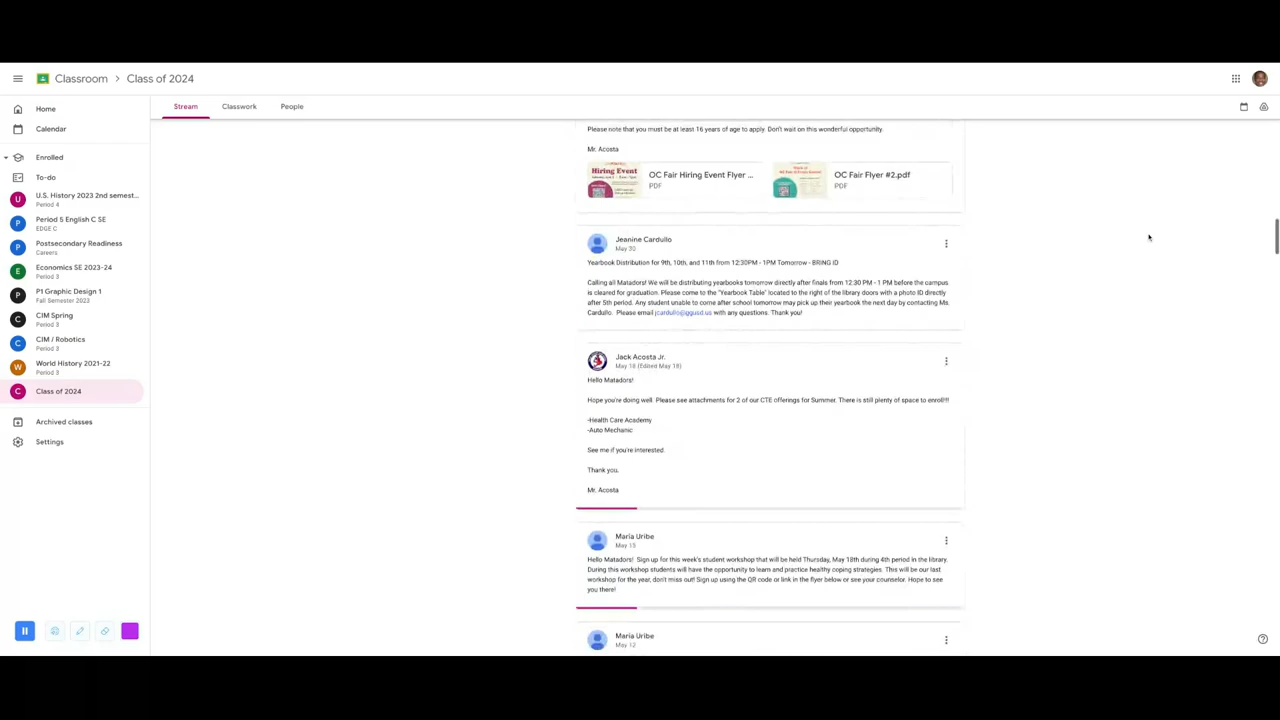 Classroom > Class of 2024
Home
Calendar
Enrolled
To-do
U U.S. History 2023 2nd semest...
Period 4
P Period 5 English C SE
EDGE C
P Postsecondary Readiness
Careers
E Economics SE 2023-24
Period 3
P P1 Graphic Design 1
Fall Semester 2023
C CIM Spring
Period 3
C CIM / Robotics
Period 3
W World History 2021-22
Period 3
C Class of 2024
Archived classes
Settings
Stream Classwork People
Please note that you must be at least 16 years of age to apply. Don't wait on this wonderful opportunity.
Mr. Acosta
Hiring Event
OC Fair Hiring Event Flyer ...
PDF
OC Fair Flyer #2.pdf
PDF
Jeanine Cardullo
May 30
Yearbook Distribution for 9th, 10th, and 11th from 12:30PM - 1PM Tomorrow - BRING ID
Calling all Matadors! We will be distributing yearbooks tomorrow directly after finals from 12:30 PM - 1 PM before the campus
is cleared for graduation. Please come to the "Yearbook Table" located to the right of the library doors with a photo ID directly
after 5th period. Any student unable to come after school tomorrow may pick up their yearbook the next day by contacting Ms.
Cardullo. Please email jcardullo@ggusd.us with any questions. Thank you!
Jack Acosta Jr.
May 18 (Edited May 18)
Hello Matadors!
Hope you're doing well. Please see attachments for 2 of our CTE offerings for Summer. There is still plenty of space to enroll!!!!
-Health Care Academy
-Auto Mechanic
See me if you're interested.
Thank you.
Mr. Acosta
Maria Uribe
May 15
Hello Matadors! Sign up for this week's student workshop that will be held Thursday, May 18th during 4th period in the library.
During this workshop students will have the opportunity to learn and practice healthy coping strategies. This will be our last
workshop for the year, don't miss out! Sign up using the QR code or link in the flyer below or see your counselor. Hope to see
you there!
Maria Uribe
May 12